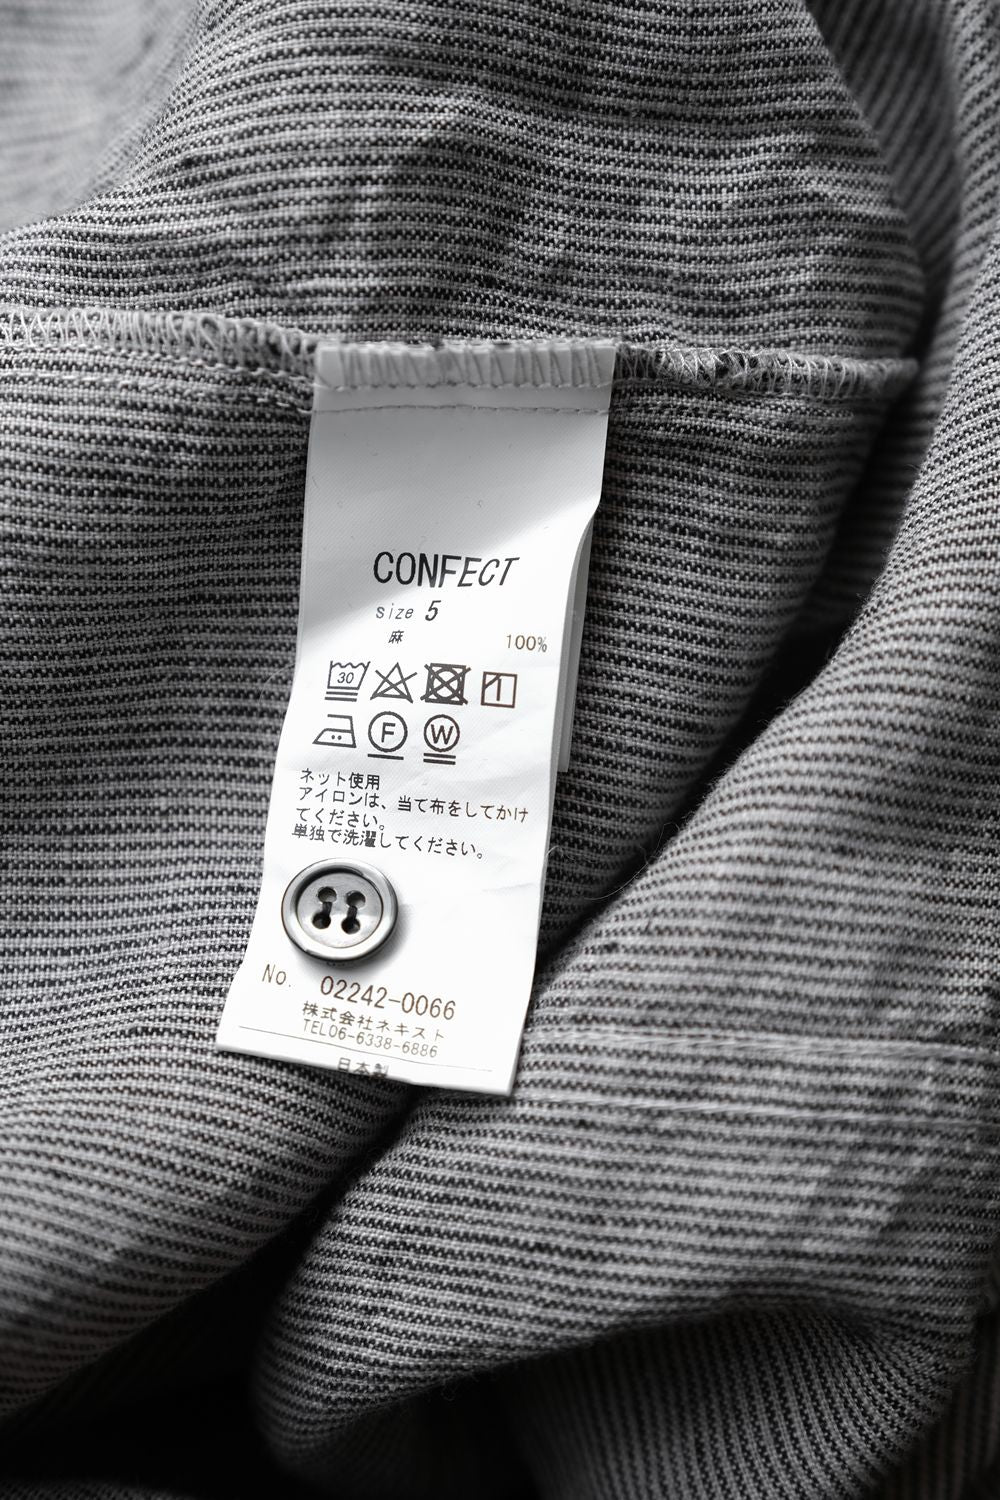 CONFECT
size 5
麻 100%
30
F W
ネット使用
アイロンは、当て布をしてかけ
てください。
単独で洗濯してください。
No. 02242-0066
株式会社ネキスト
TEL06-6338-6886
日本製